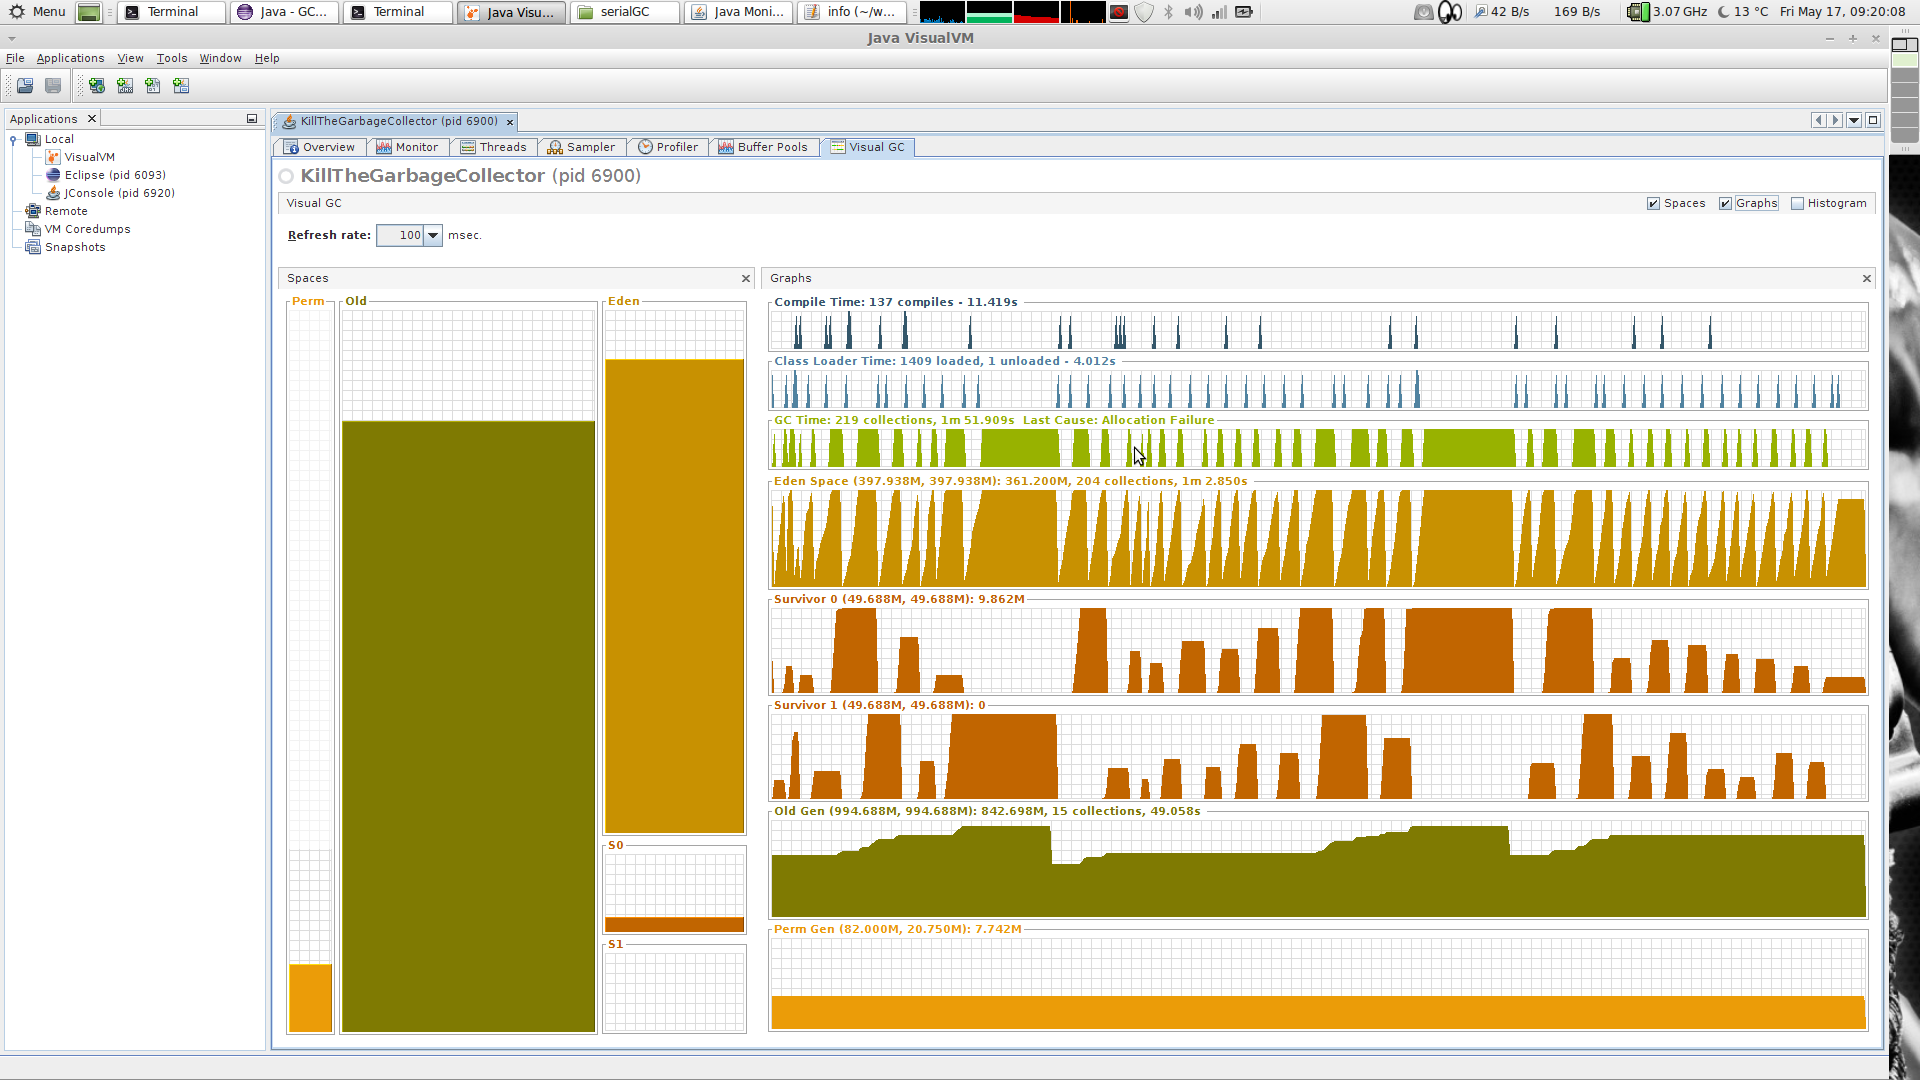 Menu Terminal Java - GC... Terminal Java Visu... serialGC Java Moni... info (~/w... 42 B/s 169 B/s 3.07 GHz 13 °C Fri May 17, 09:20:08
Java VisualVM
File Applications View Tools Window Help
Applications
Local
VisualVM
Eclipse (pid 6093)
JConsole (pid 6920)
Remote
VM Coredumps
Snapshots
KillTheGarbageCollector (pid 6900)
Overview Monitor Threads Sampler Profiler Buffer Pools Visual GC
KillTheGarbageCollector (pid 6900)
Visual GC Spaces Graphs Histogram
Refresh rate: 100 msec.
Spaces
Perm Old Eden
S0
S1
Graphs
Compile Time: 137 compiles - 11.419s
Class Loader Time: 1409 loaded, 1 unloaded - 4.012s
GC Time: 219 collections, 1m 51.909s Last Cause: Allocation Failure
Eden Space (397.938M, 397.938M): 361.200M, 204 collections, 1m 2.850s
Survivor 0 (49.688M, 49.688M): 9.862M
Survivor 1 (49.688M, 49.688M): 0
Old Gen (994.688M, 994.688M): 842.698M, 15 collections, 49.058s
Perm Gen (82.000M, 20.750M): 7.742M